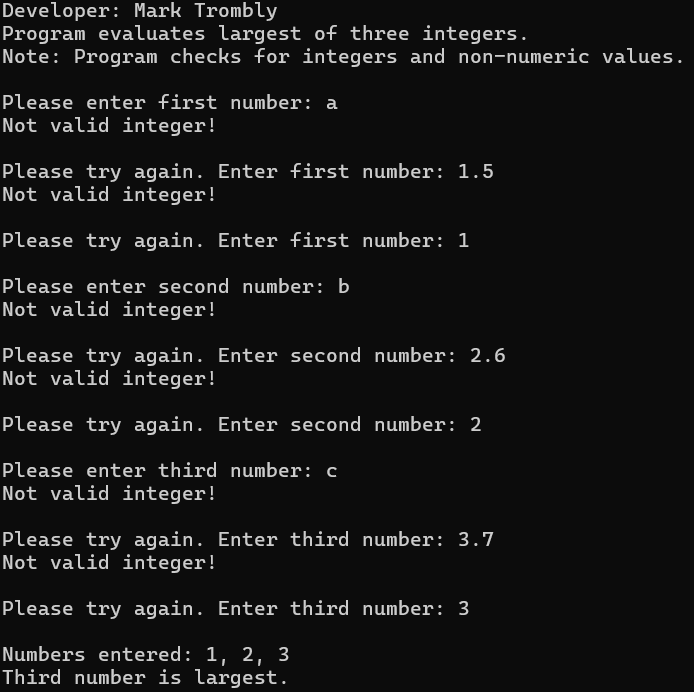 Developer: Mark Trombly
Program evaluates largest of three integers.
Note: Program checks for integers and non-numeric values.
Please enter first number: a
Not valid integer!
Please try again. Enter first number: 1.5
Not valid integer!
Please try again. Enter first number: 1
Please enter second number: b
Not valid integer!
Please try again. Enter second number: 2.6
Not valid integer!
Please try again. Enter second number: 2
Please enter third number: c
Not valid integer!
Please try again. Enter third number: 3.7
Not valid integer!
Please try again. Enter third number: 3
Numbers entered: 1, 2, 3
Third number is largest.